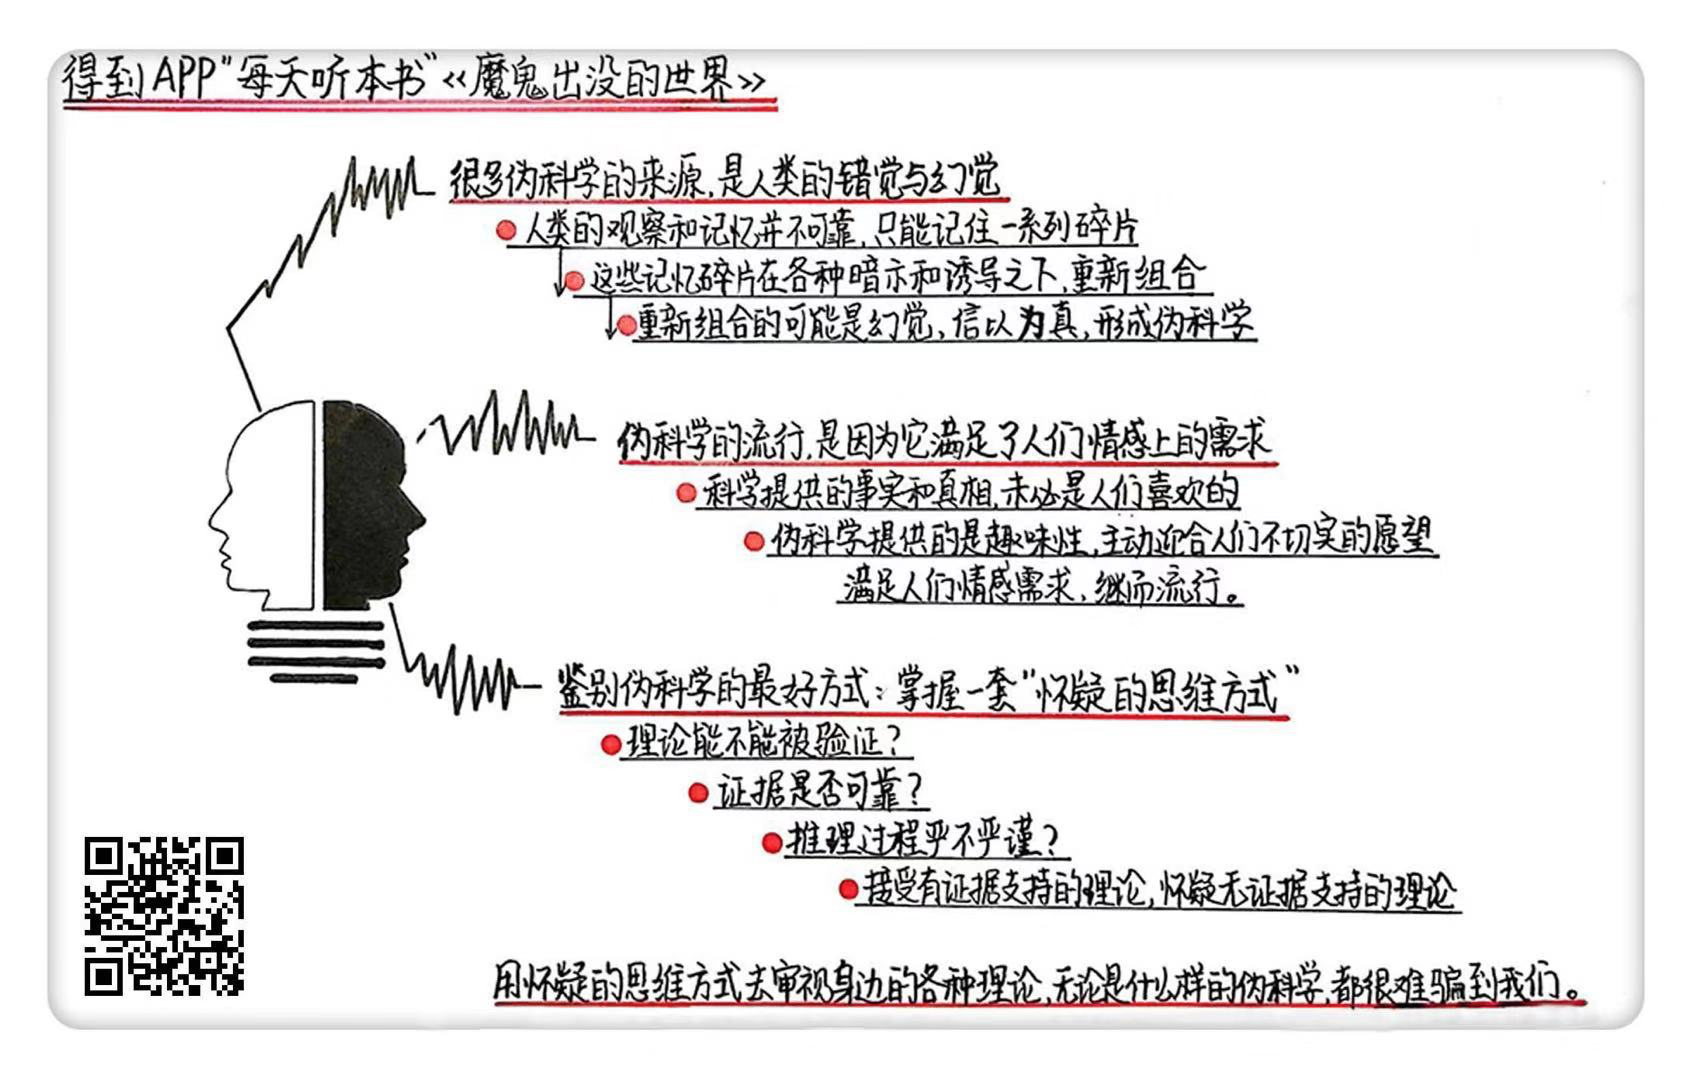 得到APP“每天听本书”《魔鬼出没的世界》
很多伪科学的来源,是人类的错觉与幻觉
人类的观察和记忆并不可靠,只能记住一系列碎片
这些记忆碎片在各种暗示和诱导之下,重新组合
重新组合的可能是幻觉,信以为真,形成伪科学
伪科学的流行,是因为它满足了人们情感上的需求
科学提供的事实和真相,未必是人们喜欢的
伪科学提供的是趣味性,主动迎合人们不切实的愿望
满足人们情感需求,继而流行。
鉴别伪科学的最好方式:掌握一套“怀疑的思维方式”
理论能不能被验证?
证据是否可靠?
推理过程严不严谨?
接受有证据支持的理论,怀疑无证据支持的理论
用怀疑的思维方式去审视身边的各种理论,无论是什么样的伪科学,都很难骗到我们。